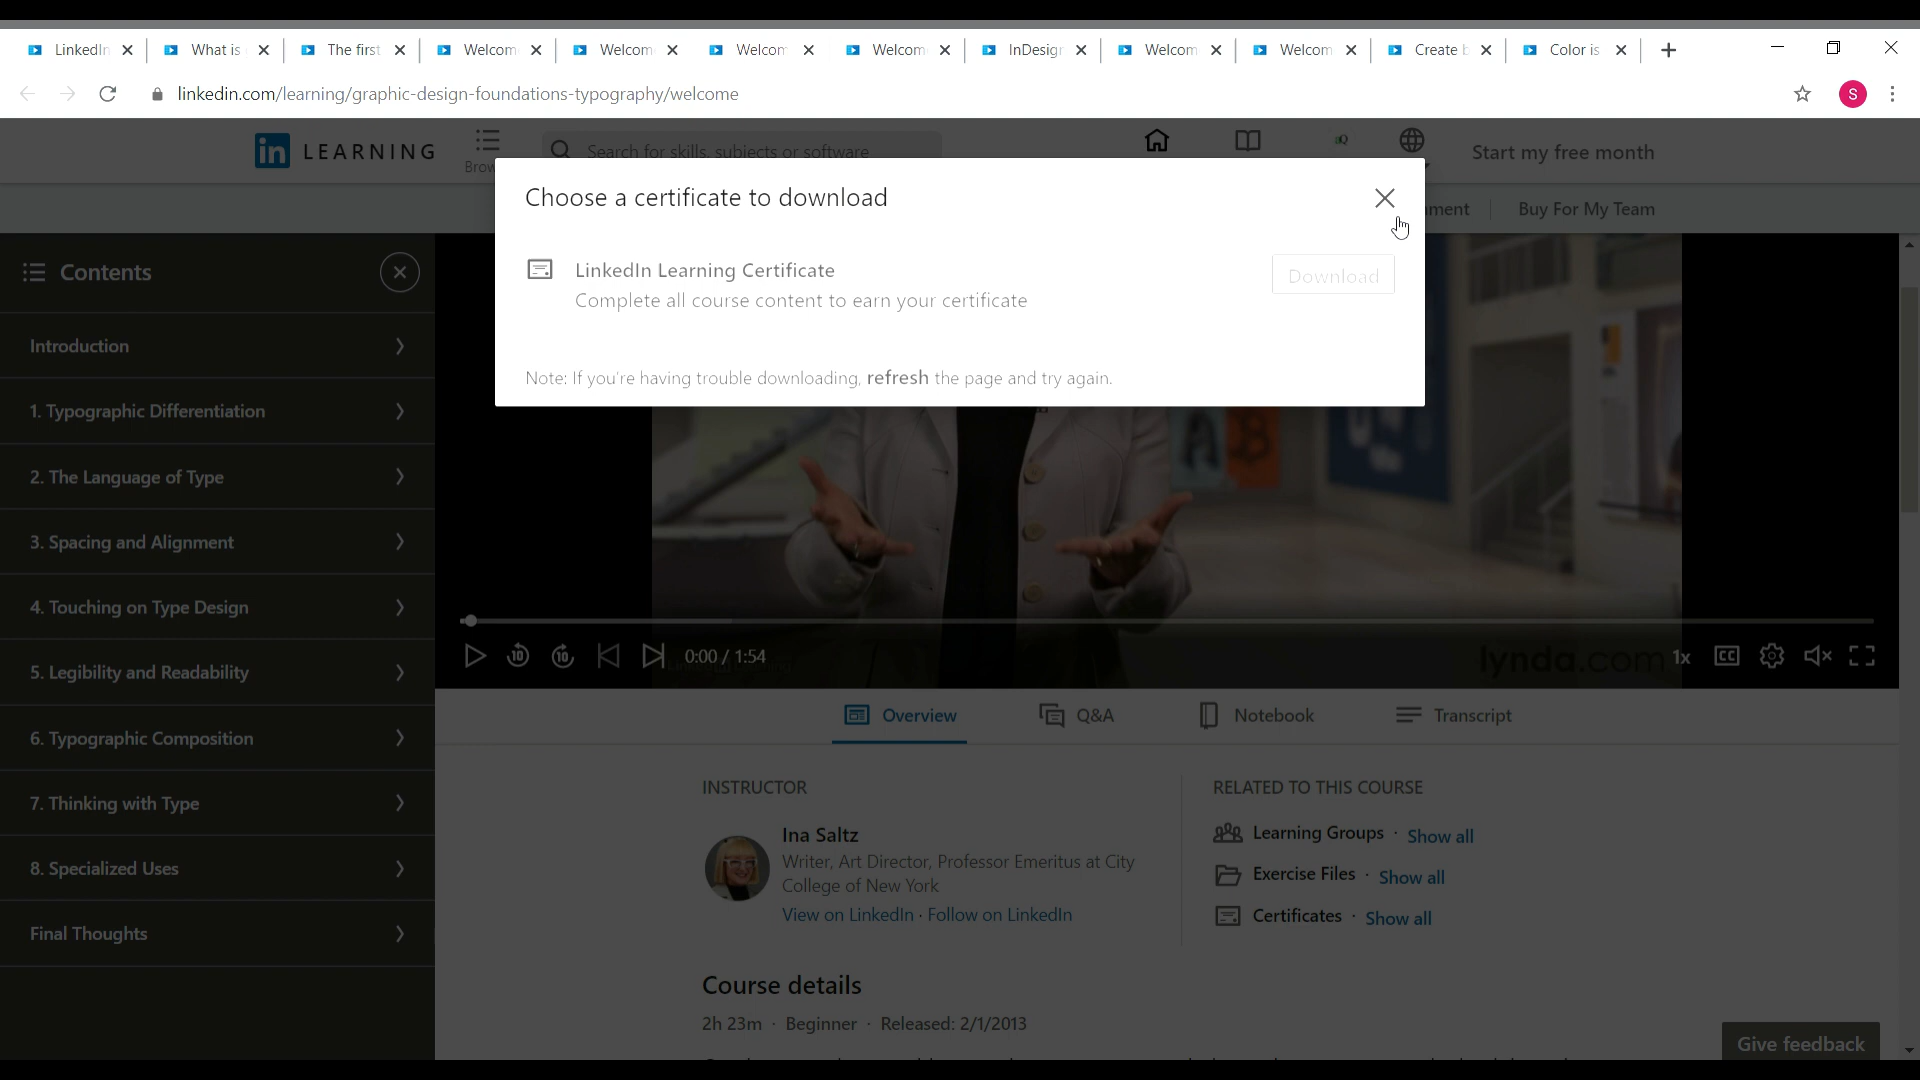 LinkedIn
What is
The first
Welcom
Welcom
Welcom
Welcom
InDesig
Welcom
Welcom
Create b
Color is
linkedin.com/learning/graphic-design-foundations-typography/welcome
S
in LEARNING
Brow
Search for skills, subjects or software
Q
Start my free month
Buy For My Team
Choose a certificate to download
LinkedIn Learning Certificate
Download
Complete all course content to earn your certificate
Note: If you're having trouble downloading, refresh the page and try again.
Contents
Introduction
1. Typographic Differentiation
2. The Language of Type
3. Spacing and Alignment
4. Touching on Type Design
5. Legibility and Readability
6. Typographic Composition
7. Thinking with Type
8. Specialized Uses
Final Thoughts
A B
10
10
0:00 / 1:54
lynda.com
1x
CC
Overview
Q&A
Notebook
Transcript
INSTRUCTOR
Ina Saltz
Writer, Art Director, Professor Emeritus at City
College of New York
View on LinkedIn · Follow on LinkedIn
RELATED TO THIS COURSE
Learning Groups · Show all
Exercise Files · Show all
Certificates · Show all
Course details
2h 23m · Beginner · Released: 2/1/2013
Give feedback